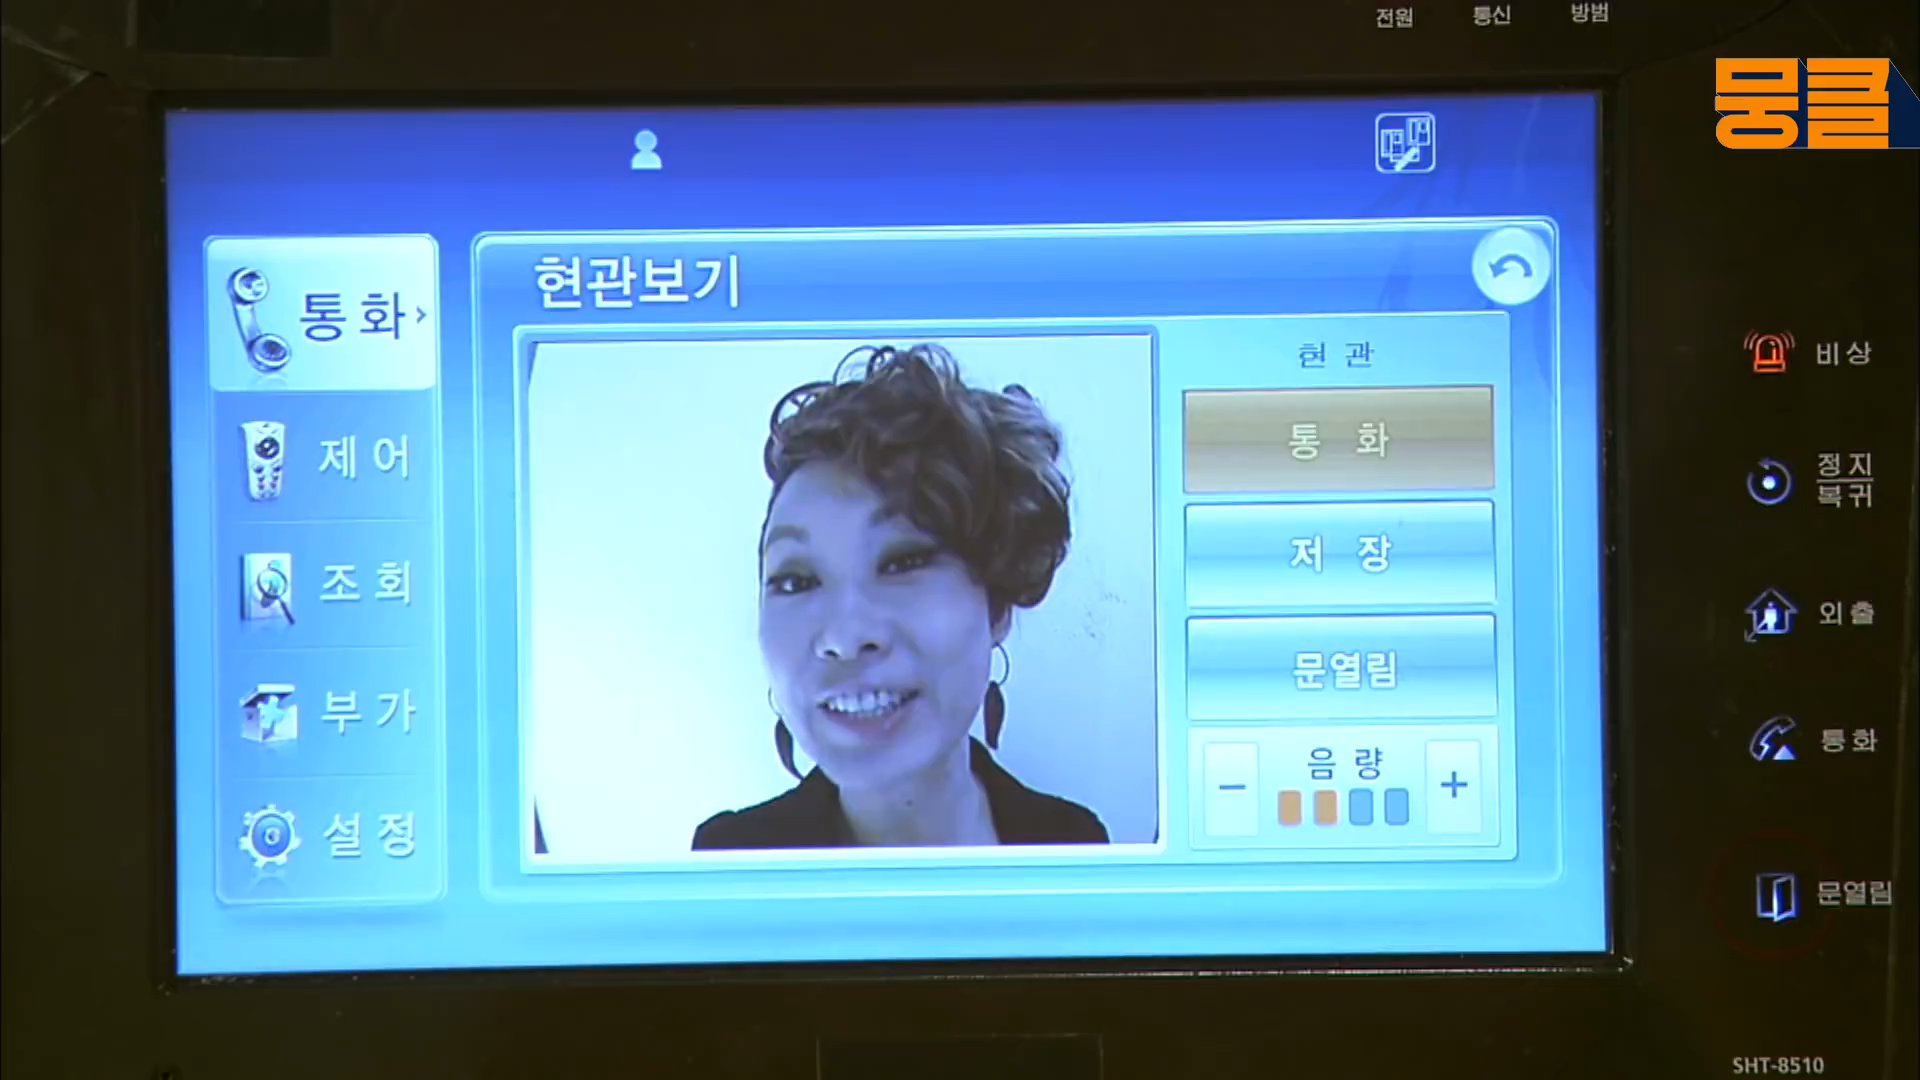 전원 통신 방범
뭉클
현관보기
통화
제어
조회
부가
설정
현관
통화
저장
문열림
음량
− +
비상
정지
복귀
외출
통화
문열림
SHT-8510